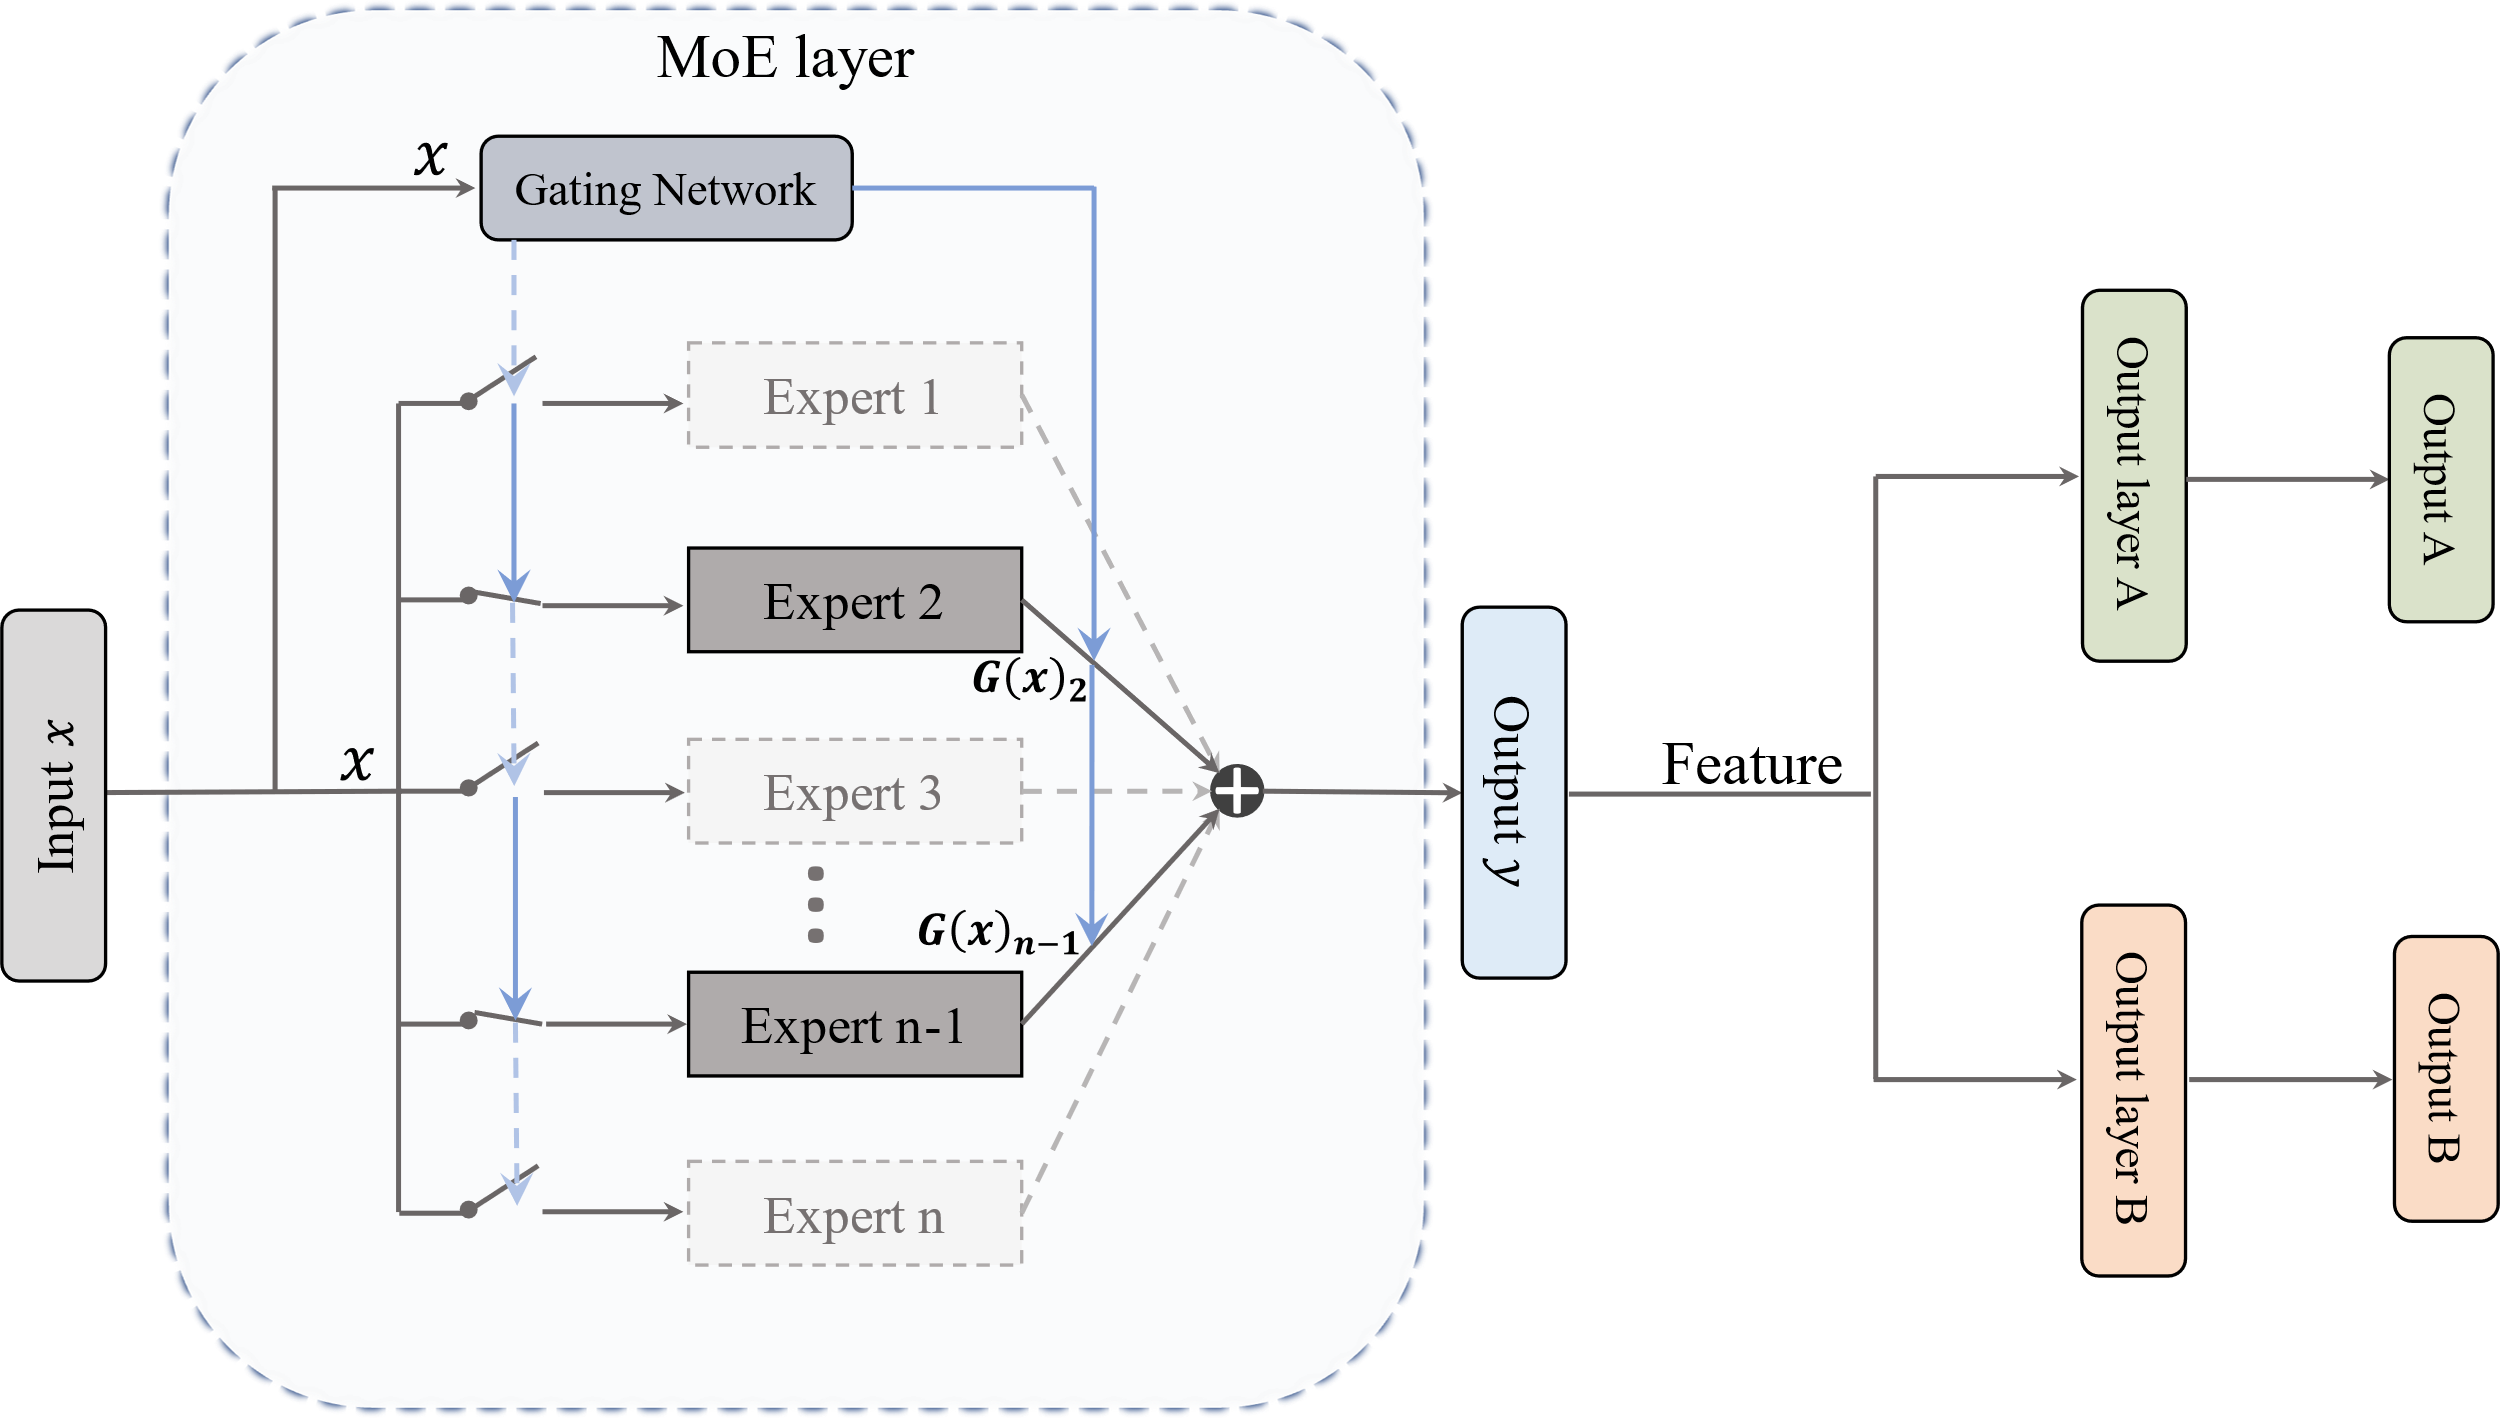 MoE layer
x
Gating Network
Expert 1
Expert 2
G(x)₂
Input x
x
Expert 3
G(x)ₙ₋₁
Expert n-1
Expert n
Output y
Feature
Output layer A
Output A
Output layer B
Output B